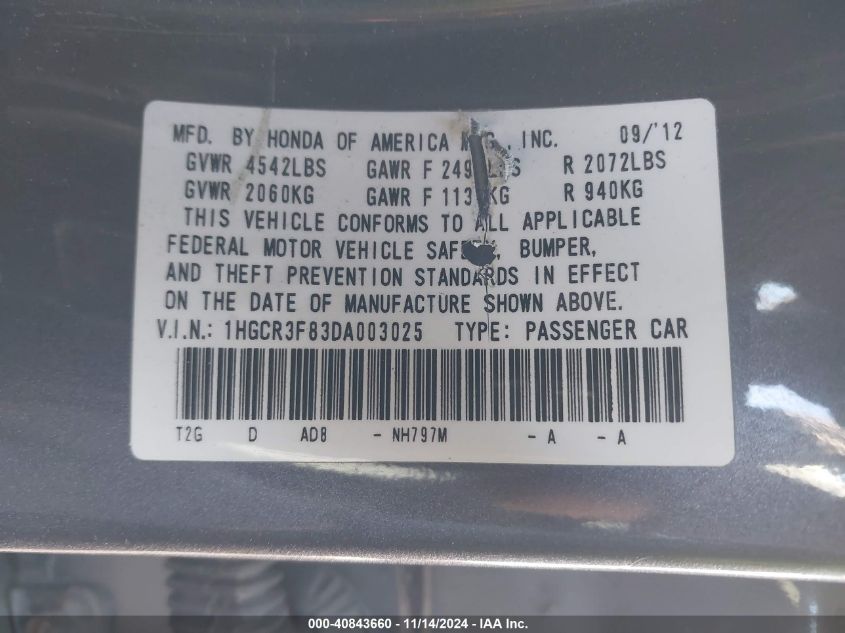 MFD. BY HONDA OF AMERICA INC. 09/'12
GVWR 4542LBS GAWR F R 2072LBS
GVWR 2060KG GAWR F R 940KG
THIS VEHICLE CONFORMS TO ALL APPLICABLE
FEDERAL MOTOR VEHICLE BUMPER,
AND THEFT PREVENTION STANDARDS IN EFFECT
ON THE DATE OF MANUFACTURE SHOWN ABOVE.
V.I.N.: 1HGCR3F83DA003025 TYPE: PASSENGER CAR
T2G D AD8 - NH797M - A - A
000-40843660 - 11/14/2024 - IAA Inc.